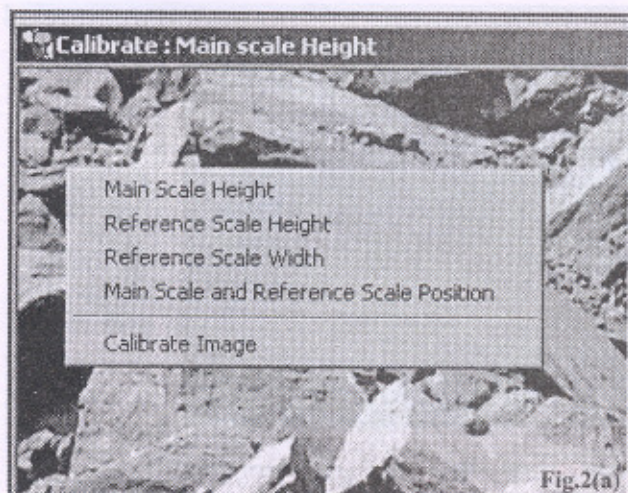 Calibrate : Main scale Height
Main Scale Height
Reference Scale Height
Reference Scale Width
Main Scale and Reference Scale Position
Calibrate Image
Fig.2(a)